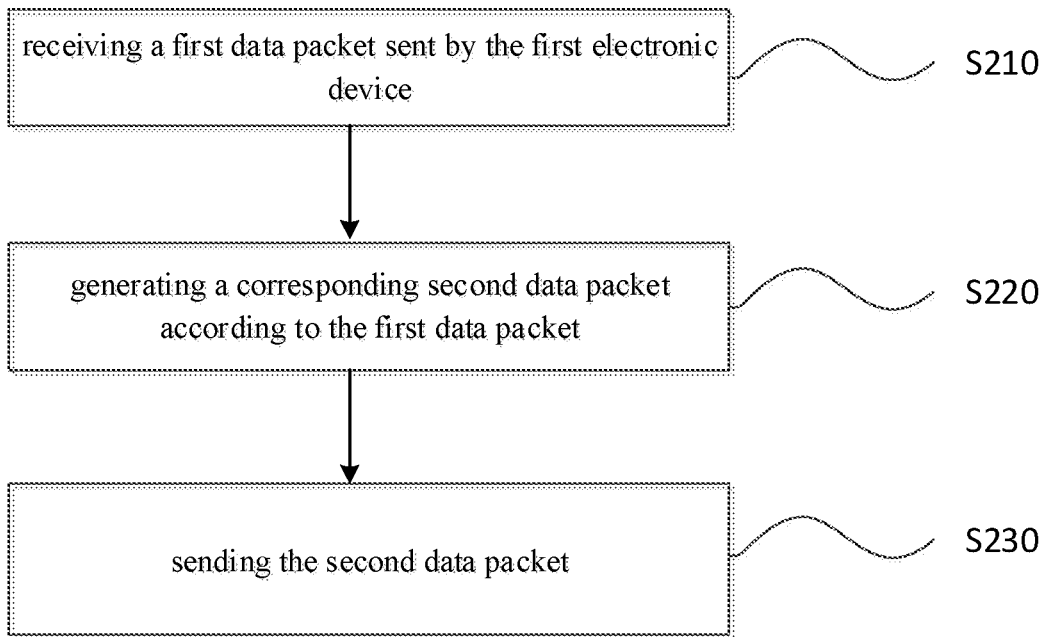 receiving a first data packet sent by the first electronic
device
S210
generating a corresponding second data packet
according to the first data packet
S220
sending the second data packet
S230